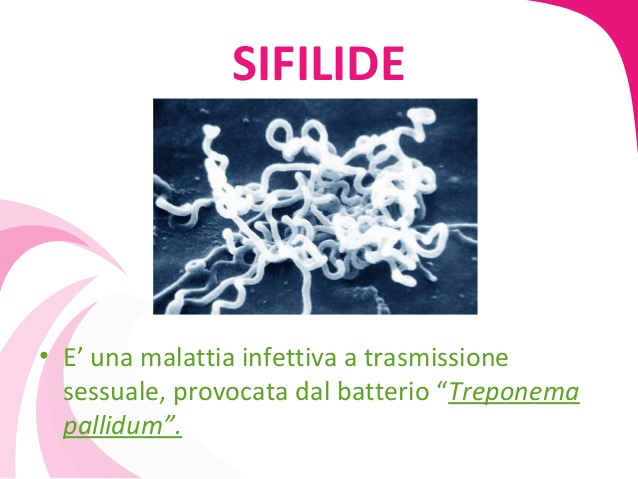 SIFILIDE
• E’ una malattia infettiva a trasmissione
sessuale, provocata dal batterio “Treponema
pallidum”.